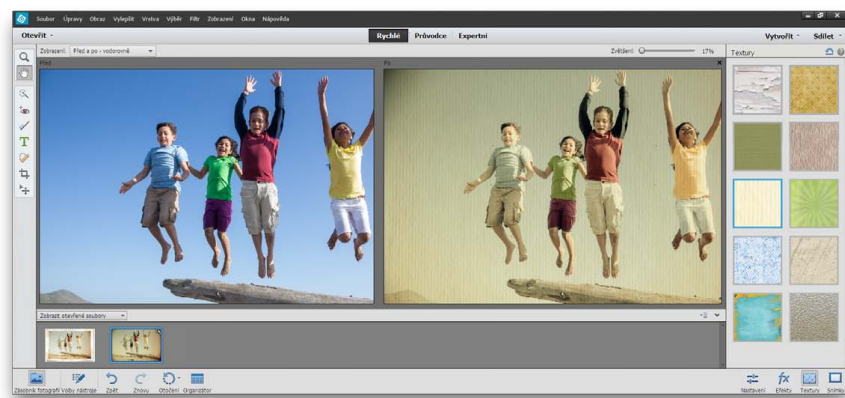 Soubor Úpravy Obraz Vylepšit Vrstva Výběr Filtr Zobrazení Okna Nápověda
Otevřít Rychlé Průvodce Expertní Vytvořit Sdílet
Zobrazení: Před a po - vodorovně Zvětšení: 17% Textury
Před Po
T
Zobrazit otevřené soubory
Zásobník fotografií Volby nástroje Zpět Znovu Otočení Organizátor Nastavení Efekty Textury Snímky